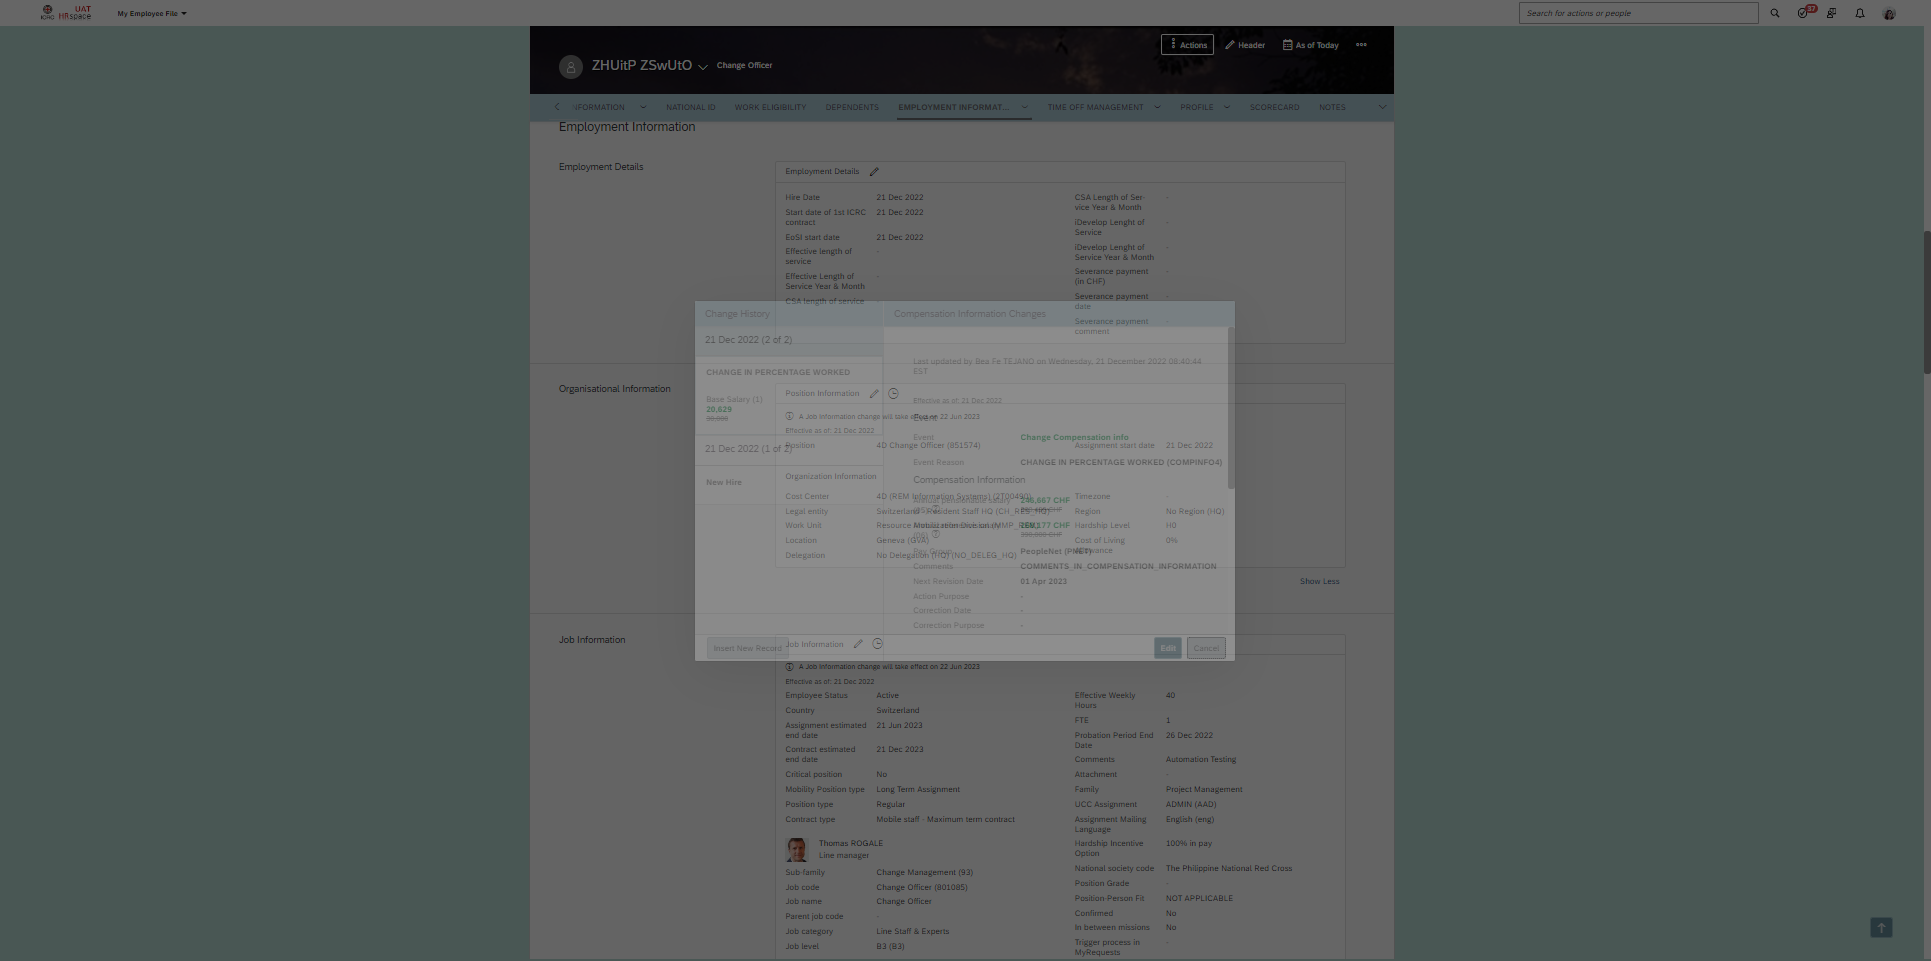 ICRC
UAT
HRspace
My Employee File
Search for actions or people
37
ZHUitP ZSwUtO
Change Officer
Actions
Header
As of Today
IFORMATION
NATIONAL ID
WORK ELIGIBILITY
DEPENDENTS
EMPLOYMENT INFORMAT...
TIME OFF MANAGEMENT
PROFILE
SCORECARD
NOTES
Employment Information
Employment Details
Employment Details
Hire Date
21 Dec 2022
Start date of 1st ICRC
contract
21 Dec 2022
EoSI start date
21 Dec 2022
Effective length of
service
-
Effective Length of
Service Year & Month
-
CSA length of service
CSA Length of Ser-
vice Year & Month
-
iDevelop Lenght of
Service
-
iDevelop Lenght of
Service Year & Month
-
Severance payment
(in CHF)
-
Severance payment
date
Severance payment
comment
Change History
21 Dec 2022 (2 of 2)
CHANGE IN PERCENTAGE WORKED
Base Salary (1)
20,629
21 Dec 2022 (1 of 2)
New Hire
Insert New Record
Compensation Information Changes
Last updated by Bea Fe TEJANO on Wednesday, 21 December 2022 08:40:44
EST
Effective as of: 21 Dec 2022
Event
Event
Change Compensation info
Event Reason
CHANGE IN PERCENTAGE WORKED (COMPINFO4)
Compensation Information
Annual pensionable salary
246,667 CHF
177 CHF
Pay Group
PeopleNet (PNET)
Comments
COMMENTS_IN_COMPENSATION_INFORMATION
Next Revision Date
01 Apr 2023
Action Purpose
-
Correction Date
-
Correction Purpose
-
Edit
Cancel
Organisational Information
Position Information
A Job Information change will take effect on 22 Jun 2023
Effective as of: 21 Dec 2022
Position
4D Change Officer (851574)
Assignment start date
21 Dec 2022
Organization Information
Cost Center
4D (REM Information Systems) (2T00490)
Legal entity
Switzerland - Resident Staff HQ (CH_RES_HQ)
Work Unit
Resource Mobilization Division (MMP_REM)
Location
Geneva (GVA)
Delegation
No Delegation (HQ) (NO_DELEG_HQ)
Timezone
-
Region
No Region (HQ)
Hardship Level
H0
Cost of Living
Allowance
0%
Show Less
Job Information
Job Information
A Job Information change will take effect on 22 Jun 2023
Effective as of: 21 Dec 2022
Employee Status
Active
Country
Switzerland
Assignment estimated
end date
21 Jun 2023
Contract estimated
end date
21 Dec 2023
Critical position
No
Mobility Position type
Long Term Assignment
Position type
Regular
Contract type
Mobile staff - Maximum term contract
Thomas ROGALE
Line manager
Sub-family
Change Management (93)
Job code
Change Officer (801085)
Job name
Change Officer
Parent job code
-
Job category
Line Staff & Experts
Job level
B3 (B3)
Effective Weekly
Hours
40
FTE
1
Probation Period End
Date
26 Dec 2022
Comments
Automation Testing
Attachment
-
Family
Project Management
UCC Assignment
ADMIN (AAD)
Assignment Mailing
Language
English (eng)
Hardship Incentive
Option
100% in pay
National society code
The Philippine National Red Cross
Position Grade
-
Position-Person Fit
NOT APPLICABLE
Confirmed
No
In between missions
No
Trigger process in
MyRequests
-